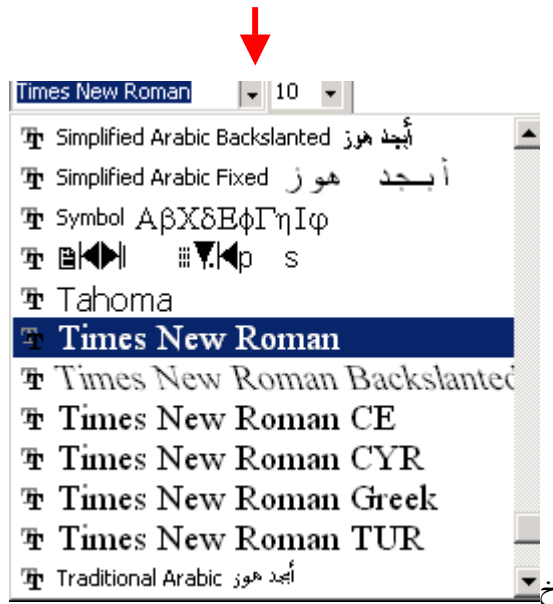 Times New Roman 10
Simplified Arabic Backslanted أبجد هوز
Simplified Arabic Fixed أبجد هوز
Symbol ΑβΧδΕφΓηΙφ
p s
Tahoma
Times New Roman
Times New Roman Backslanted
Times New Roman CE
Times New Roman CYR
Times New Roman Greek
Times New Roman TUR
Traditional Arabic أبجد هوز